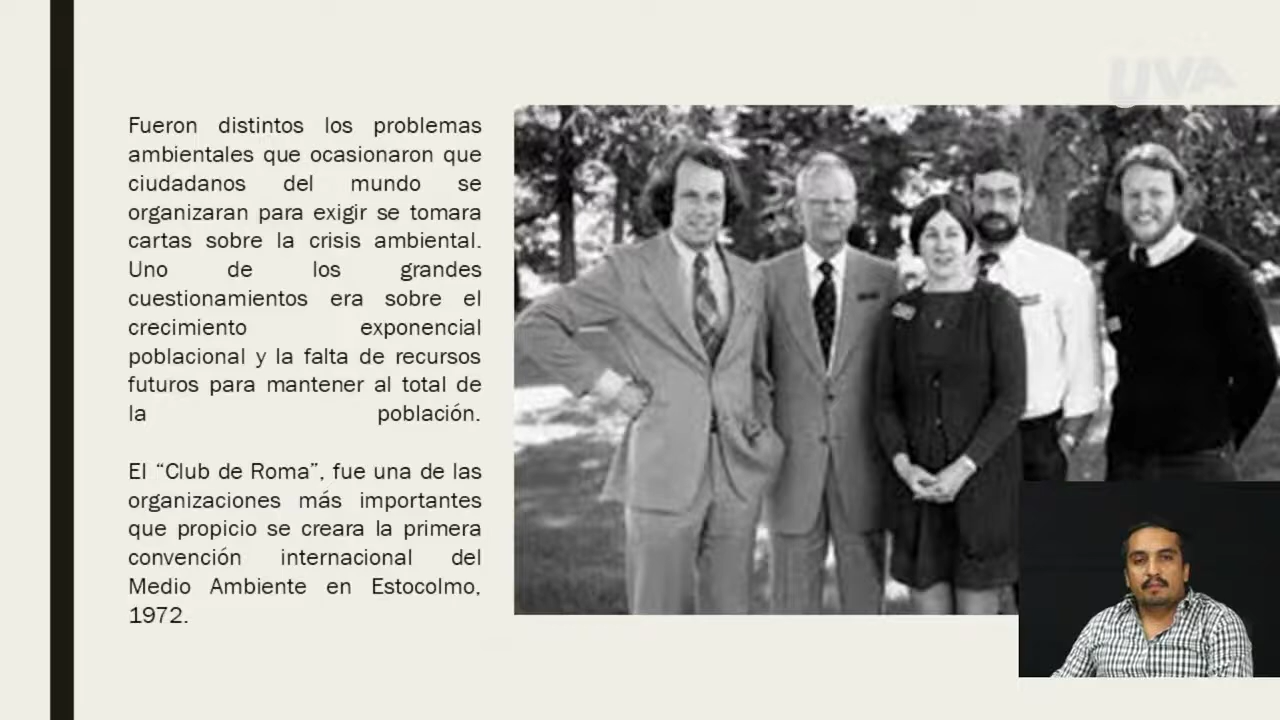 UVA
Fueron distintos los problemas
ambientales que ocasionaron que
ciudadanos del mundo se
organizaran para exigir se tomara
cartas sobre la crisis ambiental.
Uno de los grandes
cuestionamientos era sobre el
crecimiento exponencial
poblacional y la falta de recursos
futuros para mantener al total de
la población.
El “Club de Roma”, fue una de las
organizaciones más importantes
que propicio se creara la primera
convención internacional del
Medio Ambiente en Estocolmo,
1972.